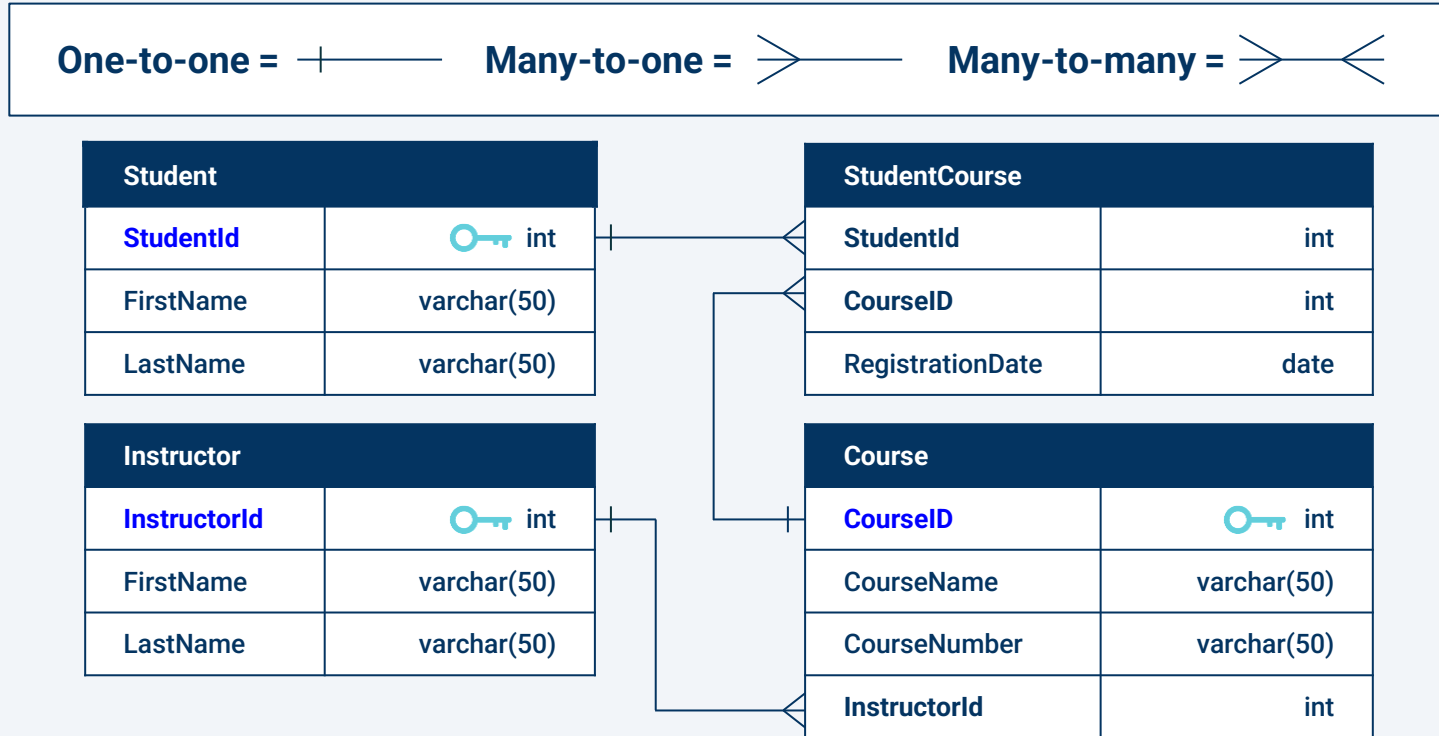 One-to-one = Many-to-one = Many-to-many =
Student
StudentId int
FirstName varchar(50)
LastName varchar(50)
StudentCourse
StudentId int
CourseID int
RegistrationDate date
Instructor
InstructorId int
FirstName varchar(50)
LastName varchar(50)
Course
CourseID int
CourseName varchar(50)
CourseNumber varchar(50)
InstructorId int